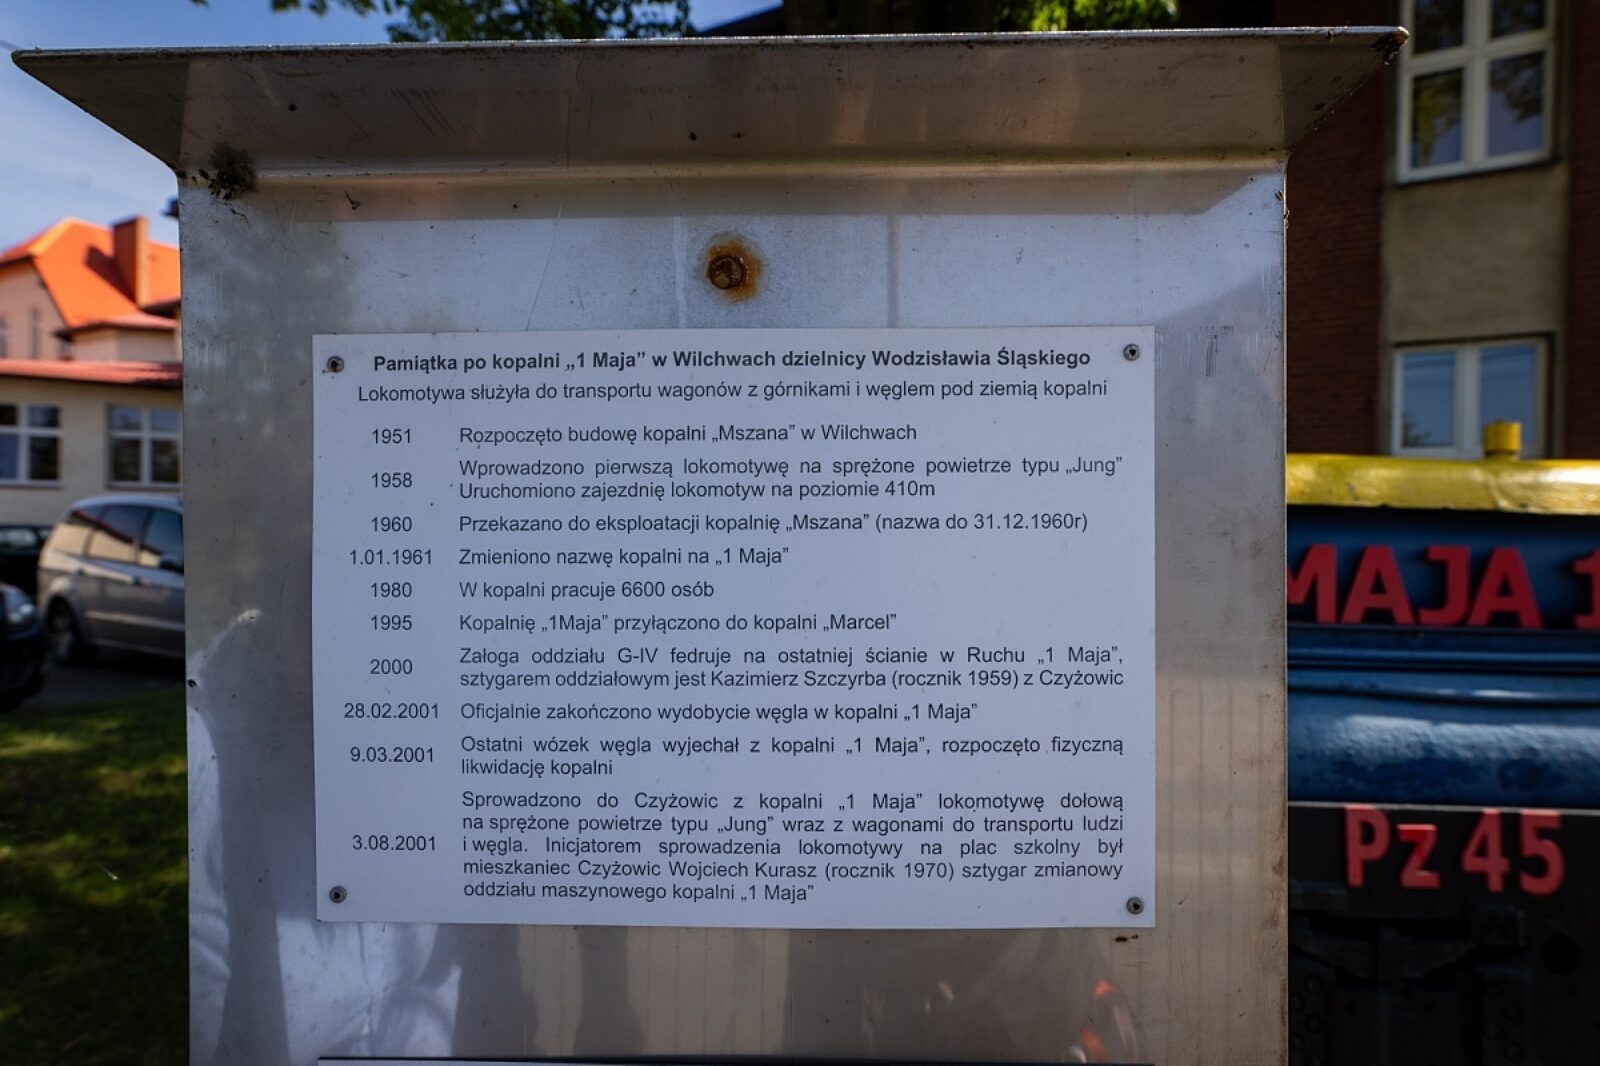 Pamiątka po kopalni „1 Maja” w Wilchwach dzielnicy Wodzisławia Śląskiego
Lokomotywa służyła do transportu wagonów z górnikami i węglem pod ziemią kopalni
1951 Rozpoczęto budowę kopalni „Mszana” w Wilchwach
1958 Wprowadzono pierwszą lokomotywę na sprężone powietrze typu „Jung”
Uruchomiono zajezdnię lokomotyw na poziomie 410m
1960 Przekazano do eksploatacji kopalnię „Mszana” (nazwa do 31.12.1960r)
1.01.1961 Zmieniono nazwę kopalni na „1 Maja”
1980 W kopalni pracuje 6600 osób
1995 Kopalnię „1Maja” przyłączono do kopalni „Marcel”
2000 Załoga oddziału G-IV fedruje na ostatniej ścianie w Ruchu „1 Maja”,
sztygarem oddziałowym jest Kazimierz Szczyrba (rocznik 1959) z Czyżowic
28.02.2001 Oficjalnie zakończono wydobycie węgla w kopalni „1 Maja”
9.03.2001 Ostatni wózek węgla wyjechał z kopalni „1 Maja”, rozpoczęto fizyczną
likwidację kopalni
3.08.2001 Sprowadzono do Czyżowic z kopalni „1 Maja” lokomotywę dołową
na sprężone powietrze typu „Jung” wraz z wagonami do transportu ludzi
i węgla. Inicjatorem sprowadzenia lokomotywy na plac szkolny był
mieszkaniec Czyżowic Wojciech Kurasz (rocznik 1970) sztygar zmianowy
oddziału maszynowego kopalni „1 Maja”
MAJA 1
Pz 45